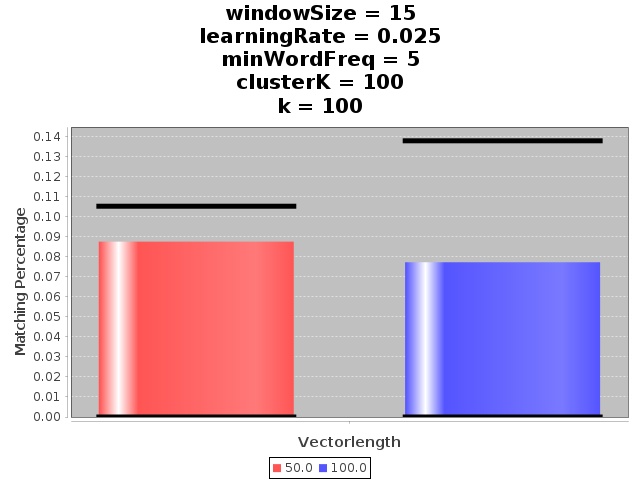 windowSize = 15
learningRate = 0.025
minWordFreq = 5
clusterK = 100
k = 100
0.14
0.13
0.12
0.11
0.10
0.09
0.08
0.07
0.06
0.05
0.04
0.03
0.02
0.01
0.00
Matching Percentage
Vectorlength
50.0 100.0